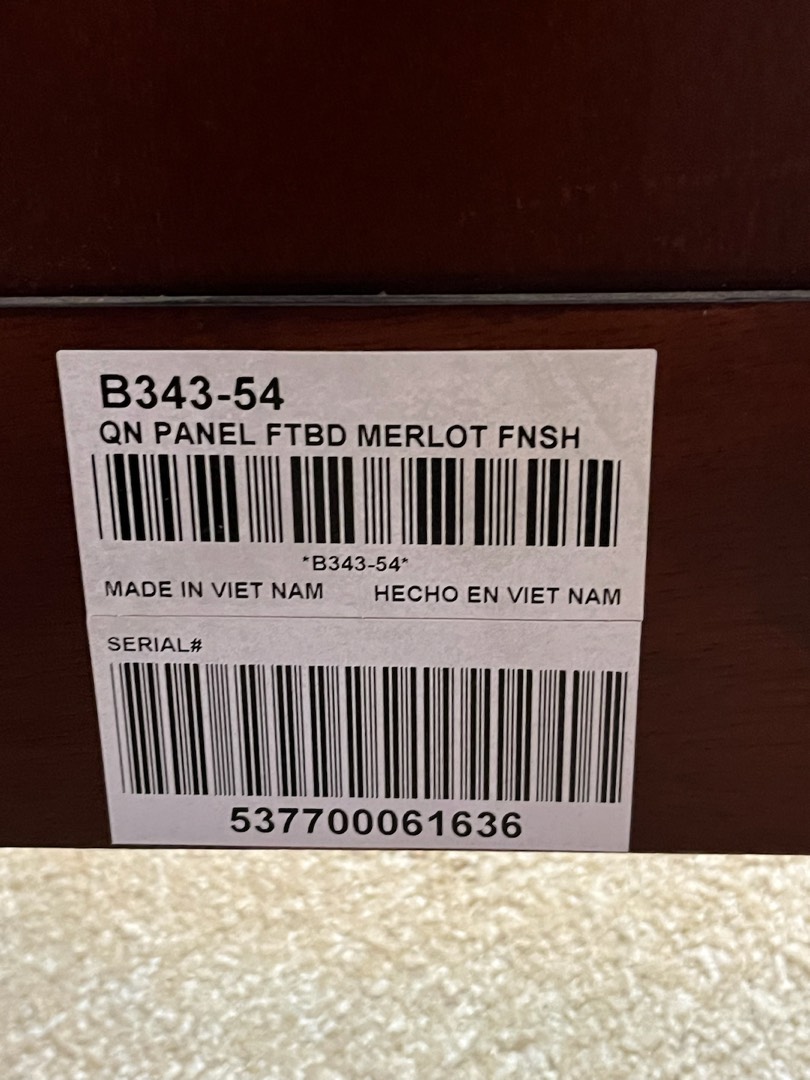 B343-54
QN PANEL FTBD MERLOT FNSH
*B343-54*
MADE IN VIET NAM HECHO EN VIET NAM
SERIAL#
537700061636